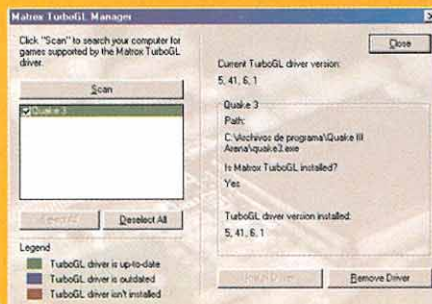 Matrox TurboGL Manager
Click "Scan" to search your computer for
games supported by the Matrox TurboGL
driver.
Scan
Quake 3
Select All
Deselect All
Legend
TurboGL driver is up-to-date
TurboGL driver is outdated
TurboGL driver isn't installed
Close
Current TurboGL driver version:
5, 41, 6, 1
Quake 3
Path:
C:\Archivos de programa\Quake III
Arena\quake3.exe
Is Matrox TurboGL installed?
Yes
TurboGL driver version installed:
5, 41, 6, 1
Remove Driver